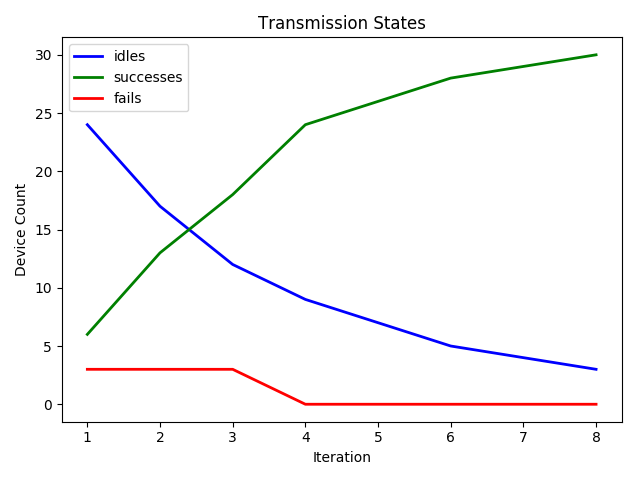 Transmission States
idles
successes
fails
30
25
20
15
10
5
0
Device Count
1 2 3 4 5 6 7 8
Iteration